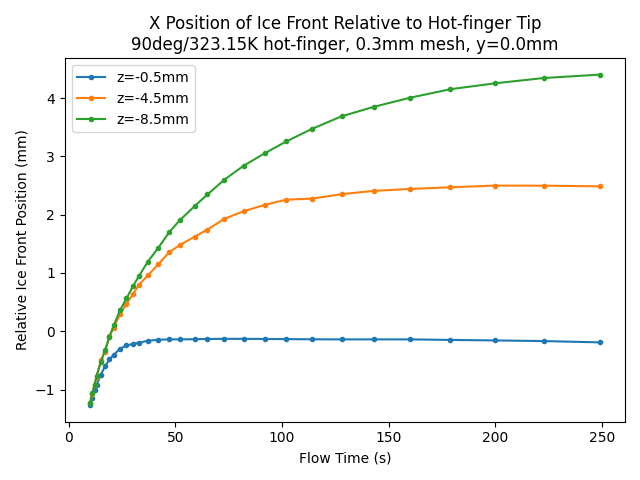 X Position of Ice Front Relative to Hot-finger Tip
90deg/323.15K hot-finger, 0.3mm mesh, y=0.0mm
z=-0.5mm
z=-4.5mm
z=-8.5mm
Relative Ice Front Position (mm)
4
3
2
1
0
−1
0 50 100 150 200 250
Flow Time (s)